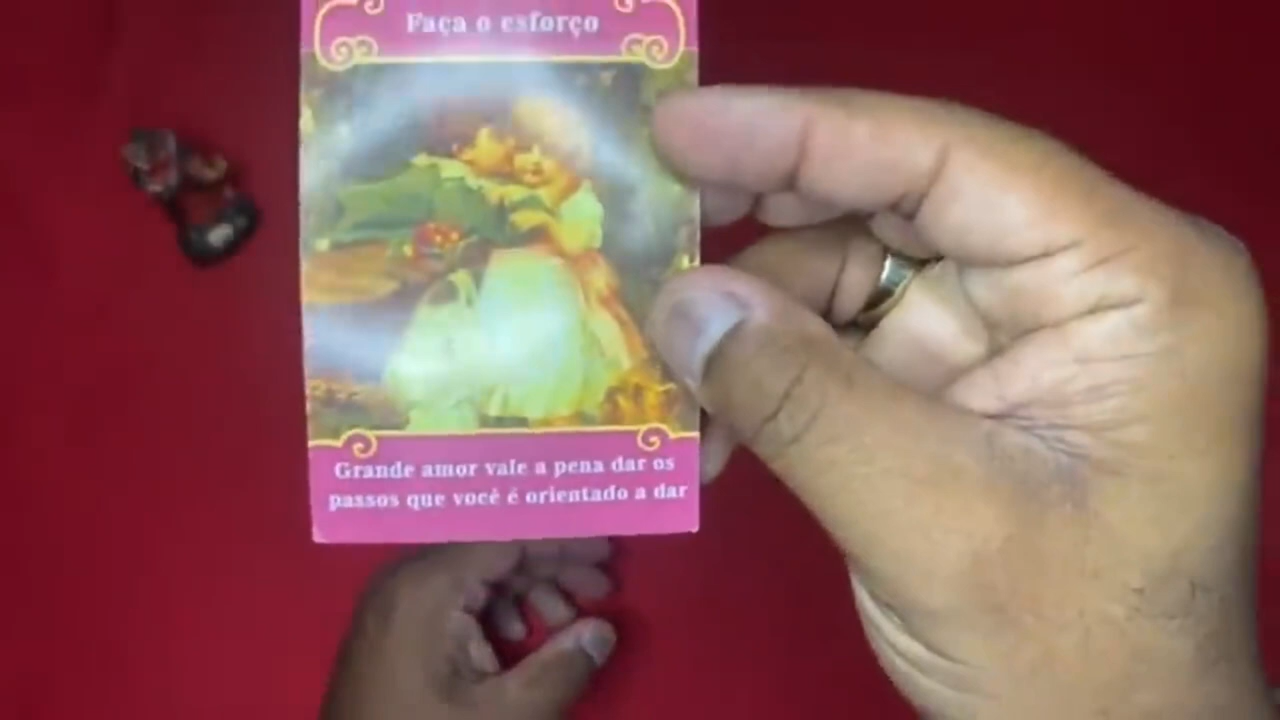 Faça o esforço
Grande amor vale a pena dar os
passos que você é orientado a dar